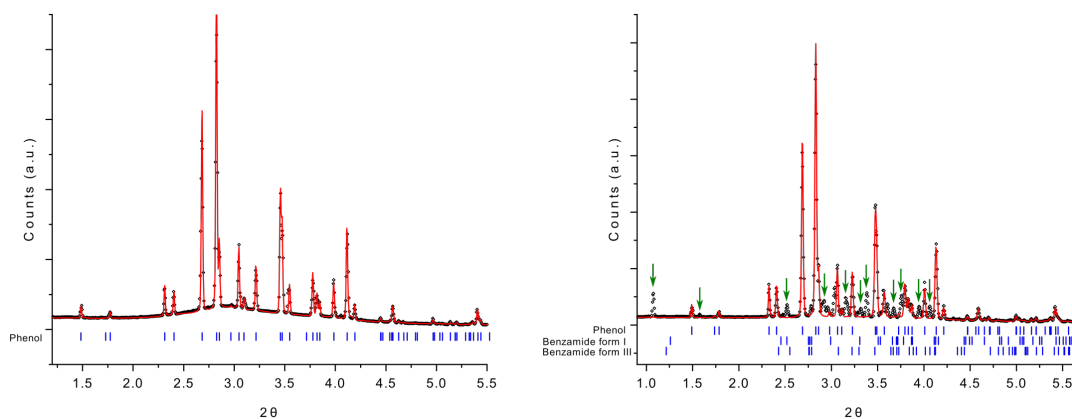 Counts (a.u.)
Phenol
1.5 2.0 2.5 3.0 3.5 4.0 4.5 5.0 5.5
2θ
Counts (a.u.)
Phenol
Benzamide form I
Benzamide form III
1.0 1.5 2.0 2.5 3.0 3.5 4.0 4.5 5.0 5.5
2θ